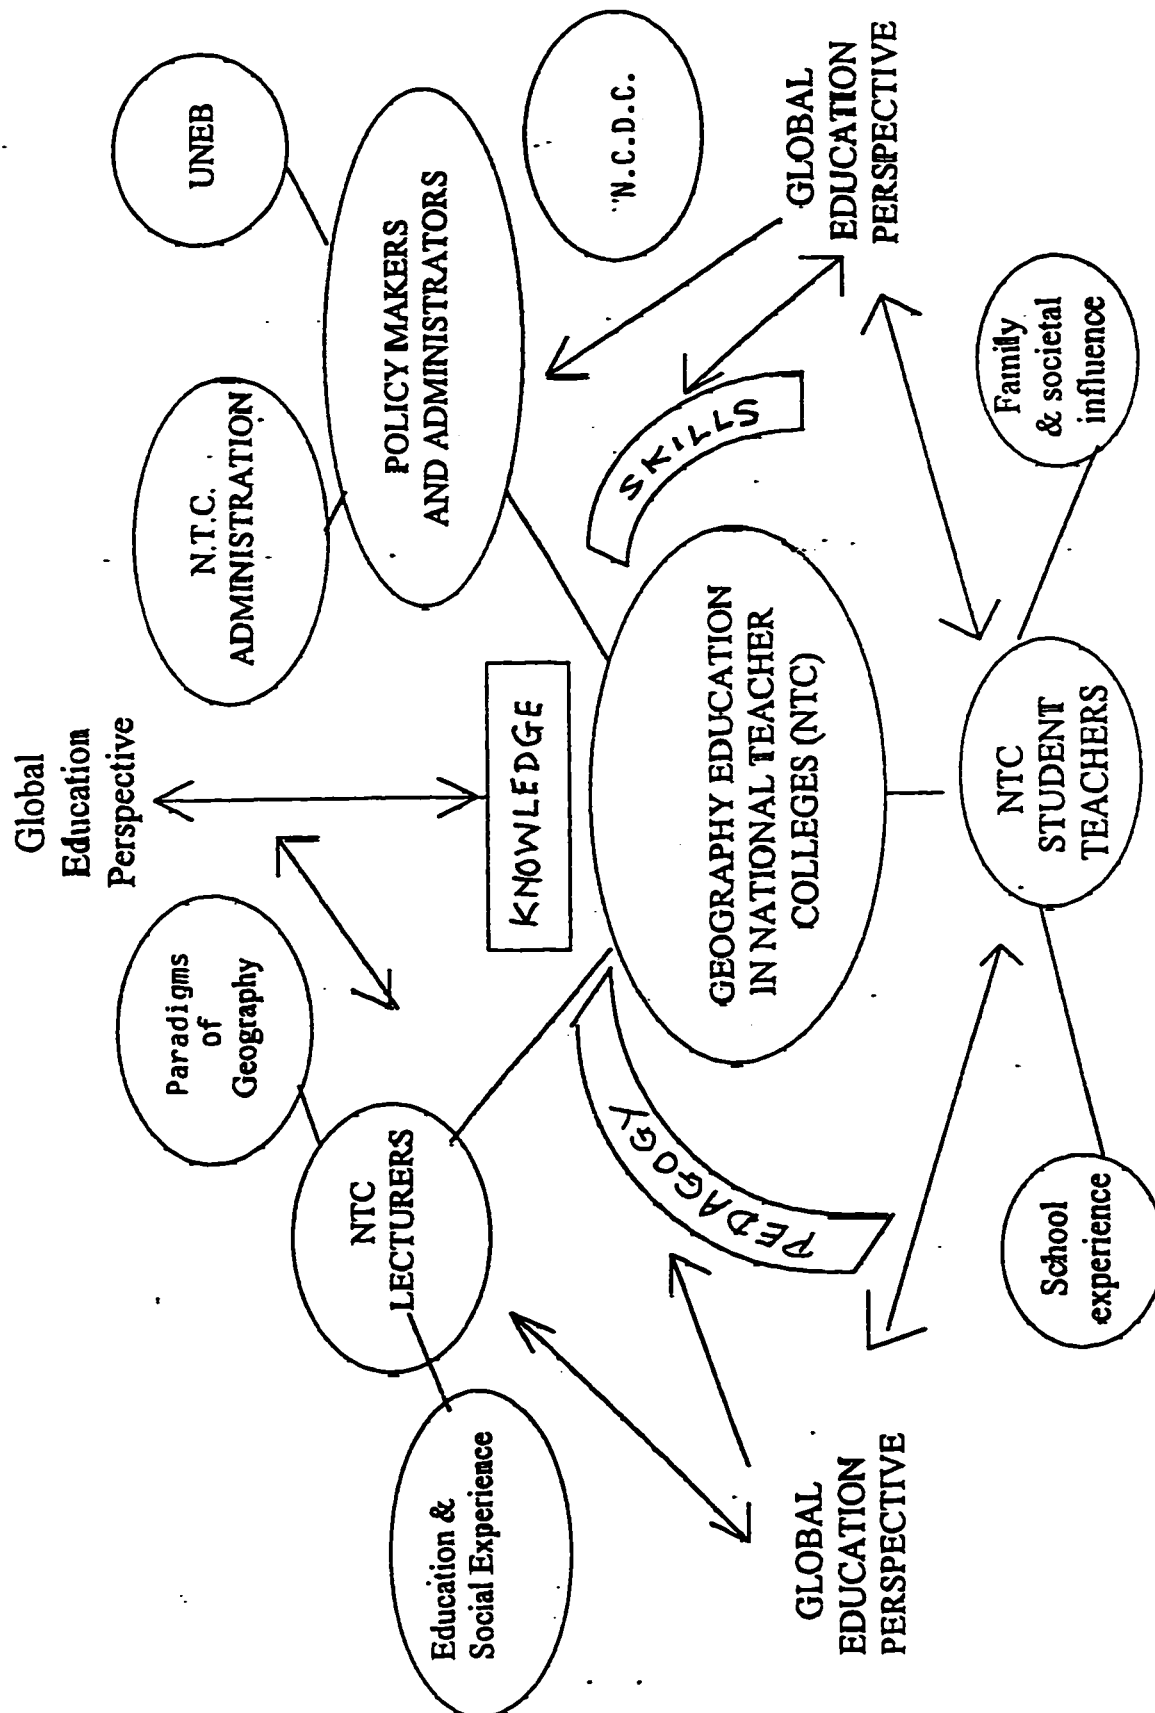 Global
Education
Perspective
Paradigms
of
Geography
N.T.C.
ADMINISTRATION
UNEB
NTC
LECTURERS
POLICY MAKERS
AND ADMINISTRATORS
Education &
Social Experience
KNOWLEDGE
N.C.D.C.
PEDAGOGY
SKILLS
GEOGRAPHY EDUCATION
IN NATIONAL TEACHER
COLLEGES (NTC)
GLOBAL
EDUCATION
PERSPECTIVE
GLOBAL
EDUCATION
PERSPECTIVE
School
experience
NTC
STUDENT
TEACHERS
Family
& societal
influence